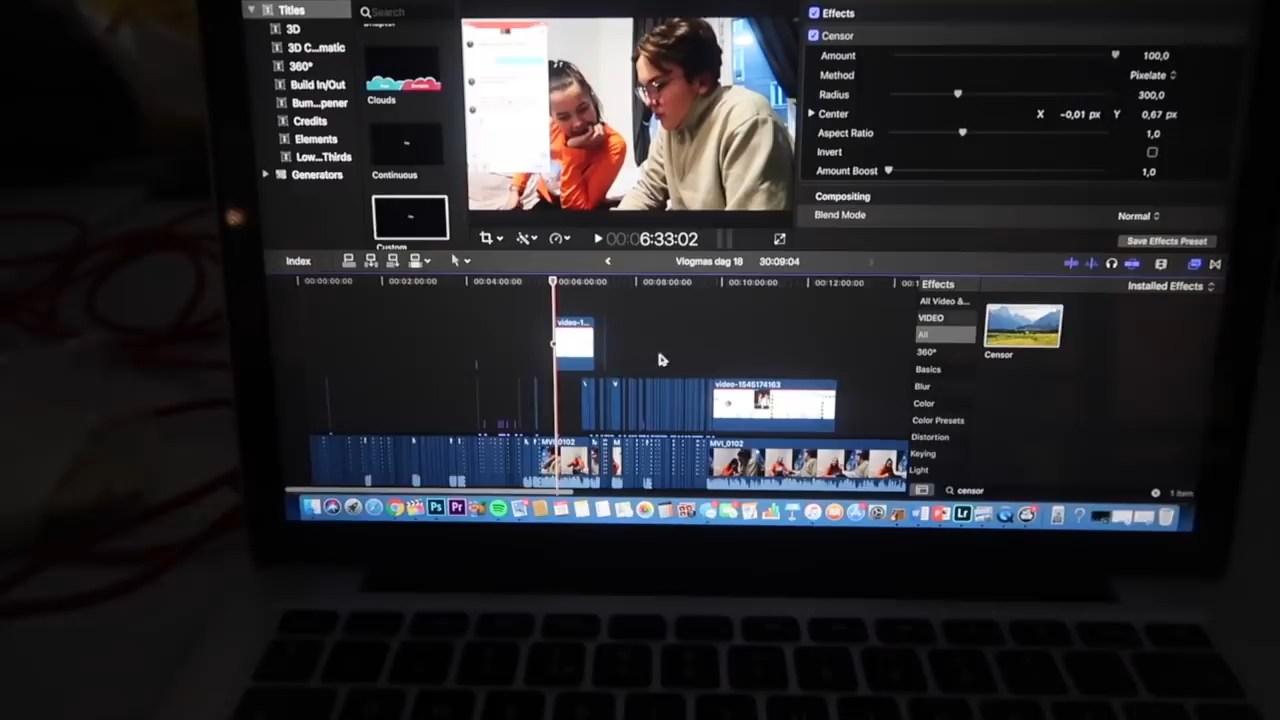 Titles
Search
3D
3D C...matic
360°
Build In/Out
Bum...pener
Credits
Elements
Low...Thirds
Generators
Clouds
Continuous
Custom
Effects
Censor
Amount 100,0
Method Pixelate
Radius 300,0
Center X -0,01 px Y 0,67 px
Aspect Ratio 1,0
Invert
Amount Boost 1,0
Compositing
Blend Mode Normal
Save Effects Preset
00:00:6:33:02
Index
Vlogmas dag 18 30:09:04
00:00:00:00 00:02:00:00 00:04:00:00 00:06:00:00 00:08:00:00 00:10:00:00 00:12:00:00
video-1...
video-1545174163
MVI_0102
MVI_0102
Effects
Installed Effects
All Video &...
VIDEO
All
360°
Basics
Blur
Color
Color Presets
Distortion
Keying
Light
Censor
censor
1 item
Ps
Pr
Lr